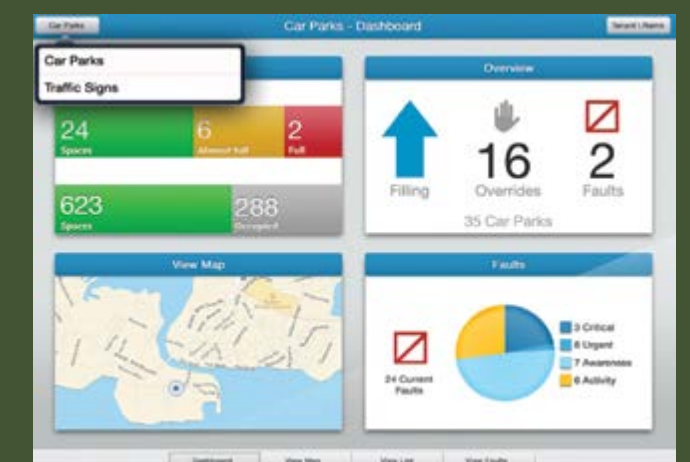 Car Parks
Car Parks - Dashboard
Car Parks
Traffic Signs
24
Spaces
6
Almost full
2
Full
623
Spaces
288
Occupied
Overview
Filling
16
Overrides
2
Faults
35 Car Parks
View Map
Faults
24 Current
Faults
3 Critical
8 Urgent
7 Awareness
6 Activity
Dashboard
View Map
View List
View Faults